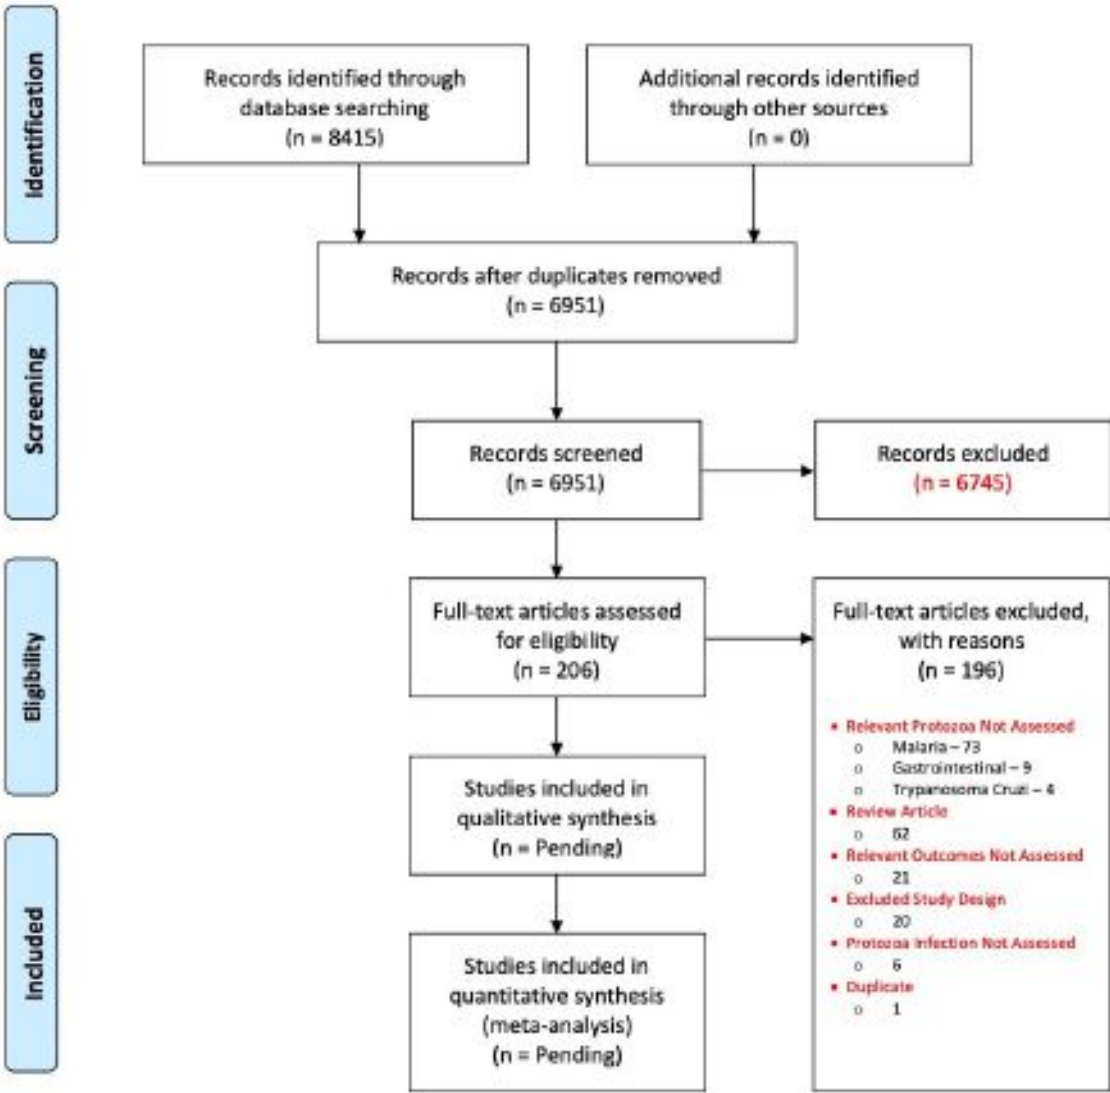 Identification
Records identified through
database searching
(n = 8415)
Additional records identified
through other sources
(n = 0)
Records after duplicates removed
(n = 6951)
Screening
Records screened
(n = 6951)
Records excluded
(n = 6745)
Eligibility
Full-text articles assessed
for eligibility
(n = 206)
Full-text articles excluded,
with reasons
(n = 196)
• Relevant Protozoa Not Assessed
o Malaria – 73
o Gastrointestinal – 9
o Trypanosoma Cruzi – 4
• Review Article
o 62
• Relevant Outcomes Not Assessed
o 21
• Excluded Study Design
o 20
• Protozoa Infection Not Assessed
o 6
• Duplicate
o 1
Studies included in
qualitative synthesis
(n = Pending)
Included
Studies included in
quantitative synthesis
(meta-analysis)
(n = Pending)